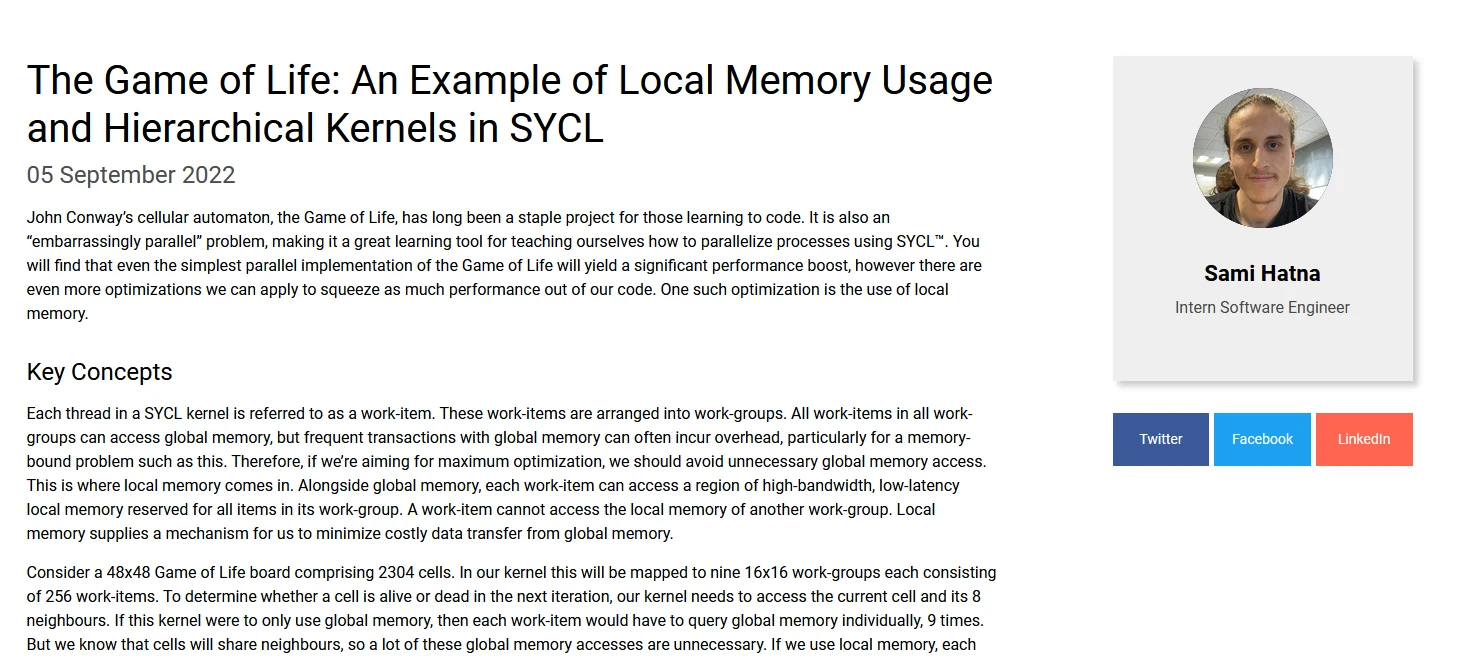 The Game of Life: An Example of Local Memory Usage
and Hierarchical Kernels in SYCL
05 September 2022
John Conway’s cellular automaton, the Game of Life, has long been a staple project for those learning to code. It is also an
“embarrassingly parallel” problem, making it a great learning tool for teaching ourselves how to parallelize processes using SYCL™. You
will find that even the simplest parallel implementation of the Game of Life will yield a significant performance boost, however there are
even more optimizations we can apply to squeeze as much performance out of our code. One such optimization is the use of local
memory.
Key Concepts
Each thread in a SYCL kernel is referred to as a work-item. These work-items are arranged into work-groups. All work-items in all work-
groups can access global memory, but frequent transactions with global memory can often incur overhead, particularly for a memory-
bound problem such as this. Therefore, if we’re aiming for maximum optimization, we should avoid unnecessary global memory access.
This is where local memory comes in. Alongside global memory, each work-item can access a region of high-bandwidth, low-latency
local memory reserved for all items in its work-group. A work-item cannot access the local memory of another work-group. Local
memory supplies a mechanism for us to minimize costly data transfer from global memory.
Consider a 48x48 Game of Life board comprising 2304 cells. In our kernel this will be mapped to nine 16x16 work-groups each consisting
of 256 work-items. To determine whether a cell is alive or dead in the next iteration, our kernel needs to access the current cell and its 8
neighbours. If this kernel were to only use global memory, then each work-item would have to query global memory individually, 9 times.
But we know that cells will share neighbours, so a lot of these global memory accesses are unnecessary. If we use local memory, each
Sami Hatna
Intern Software Engineer
Twitter
Facebook
LinkedIn